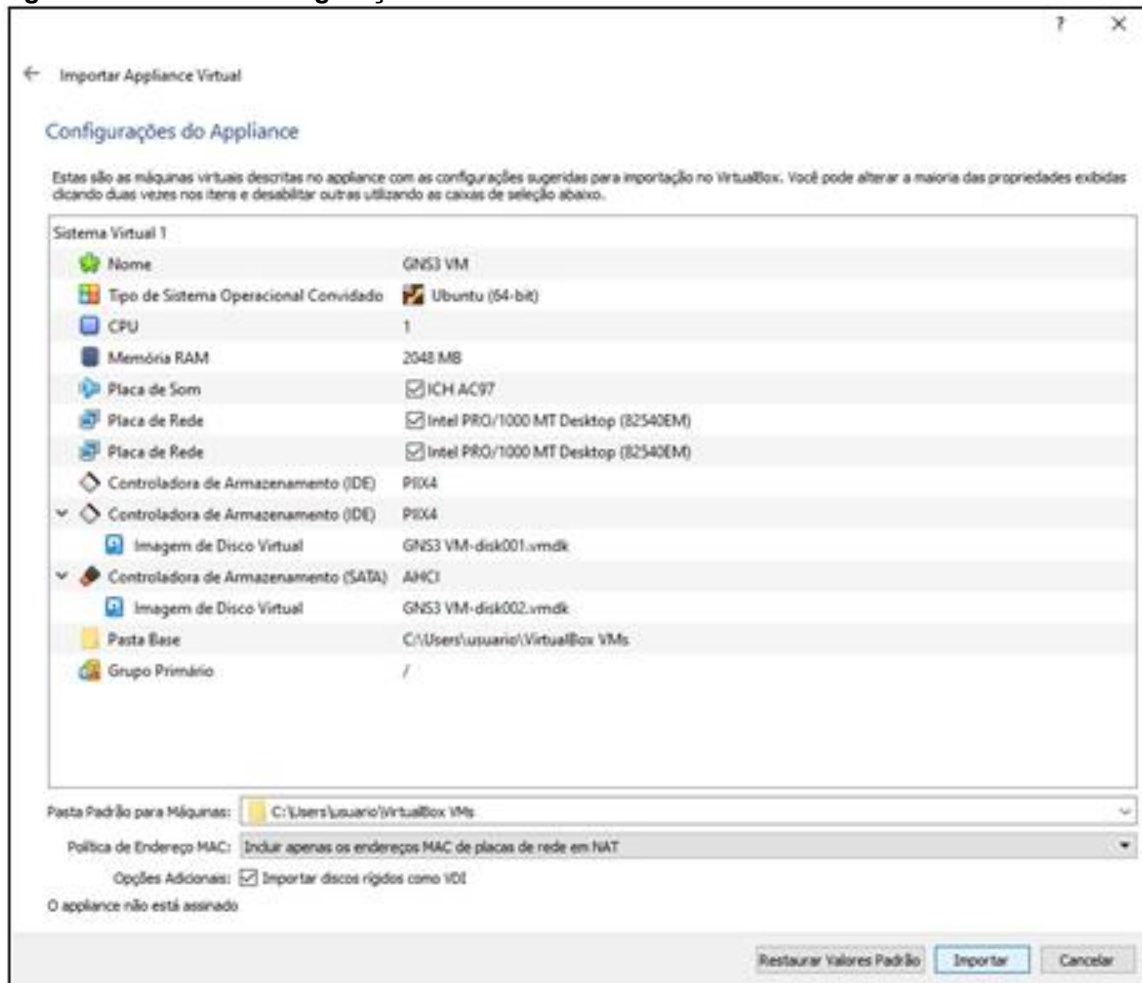 ?
Importar Appliance Virtual
Configurações do Appliance
Estas são as máquinas virtuais descritas no appliance com as configurações sugeridas para importação no VirtualBox. Você pode alterar a maioria das propriedades exibidas
clicando duas vezes nos itens e desabilitar outras utilizando as caixas de seleção abaixo.
Sistema Virtual 1
Nome GNS3 VM
Tipo de Sistema Operacional Convidado Ubuntu (64-bit)
CPU 1
Memória RAM 2048 MB
Placa de Som ICH AC97
Placa de Rede Intel PRO/1000 MT Desktop (82540EM)
Placa de Rede Intel PRO/1000 MT Desktop (82540EM)
Controladora de Armazenamento (IDE) PIIX4
Controladora de Armazenamento (IDE) PIIX4
Imagem de Disco Virtual GNS3 VM-disk001.vmdk
Controladora de Armazenamento (SATA) AHCI
Imagem de Disco Virtual GNS3 VM-disk002.vmdk
Pasta Base C:\Users\usuario\VirtualBox VMs
Grupo Primário /
Pasta Padrão para Máquinas: C:\Users\usuario\VirtualBox VMs
Política de Endereço MAC: Incluir apenas os endereços MAC de placas de rede em NAT
Opções Adicionais: Importar discos rígidos como VDI
O appliance não está assinado
Restaurar Valores Padrão Importar Cancelar